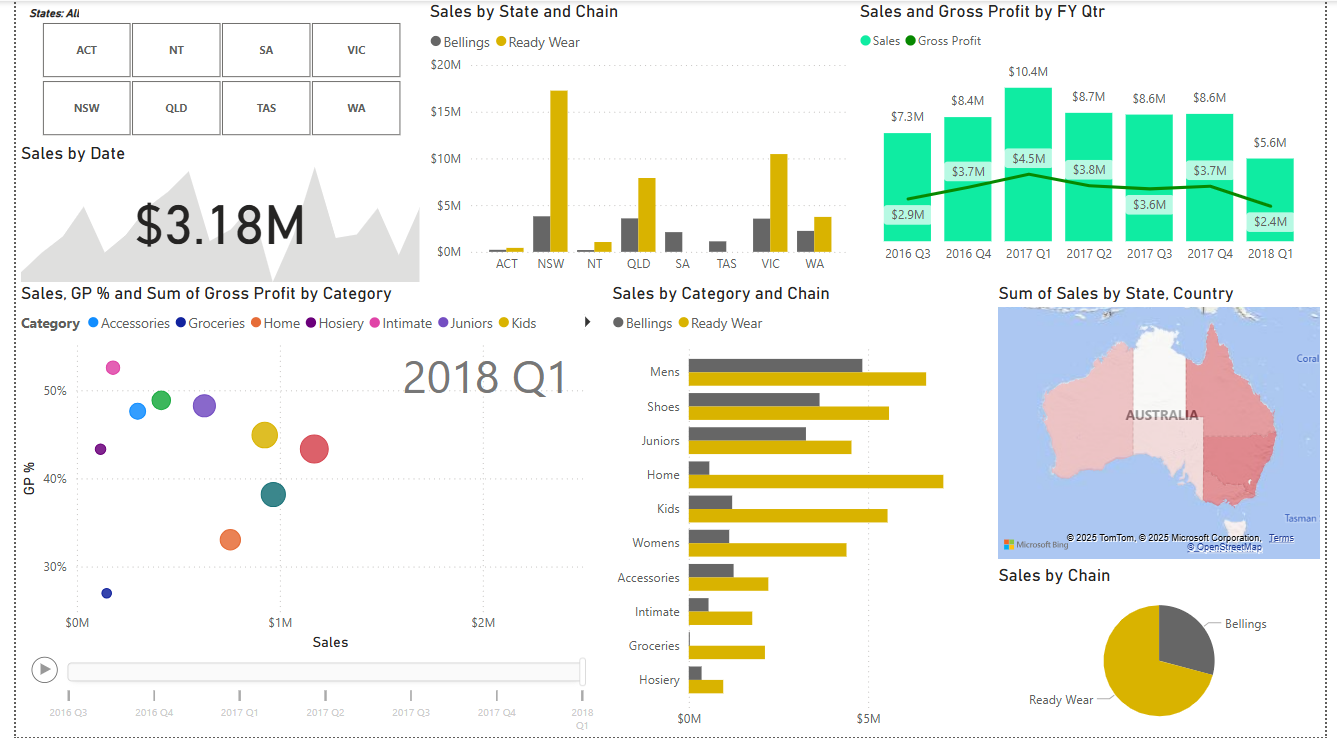 States: All
ACT NT SA VIC
NSW QLD TAS WA
Sales by Date
$3.18M
Sales by State and Chain
Bellings Ready Wear
$20M
$15M
$10M
$5M
$0M
ACT NSW NT QLD SA TAS VIC WA
Sales and Gross Profit by FY Qtr
Sales Gross Profit
$7.3M $8.4M $10.4M $8.7M $8.6M $8.6M $5.6M
$2.9M $3.7M $4.5M $3.8M $3.6M $3.7M $2.4M
2016 Q3 2016 Q4 2017 Q1 2017 Q2 2017 Q3 2017 Q4 2018 Q1
Sales, GP % and Sum of Gross Profit by Category
Category Accessories Groceries Home Hosiery Intimate Juniors Kids
2018 Q1
GP %
50%
40%
30%
$0M $1M $2M
Sales
2016 Q3 2016 Q4 2017 Q1 2017 Q2 2017 Q3 2017 Q4 2018
Q1
Sales by Category and Chain
Bellings Ready Wear
Mens
Shoes
Juniors
Home
Kids
Womens
Accessories
Intimate
Groceries
Hosiery
$0M $5M
Sum of Sales by State, Country
Coral
AUSTRALIA
Tasman
Microsoft Bing
© 2025 TomTom, © 2025 Microsoft Corporation, Terms
© OpenStreetMap
Sales by Chain
Bellings
Ready Wear